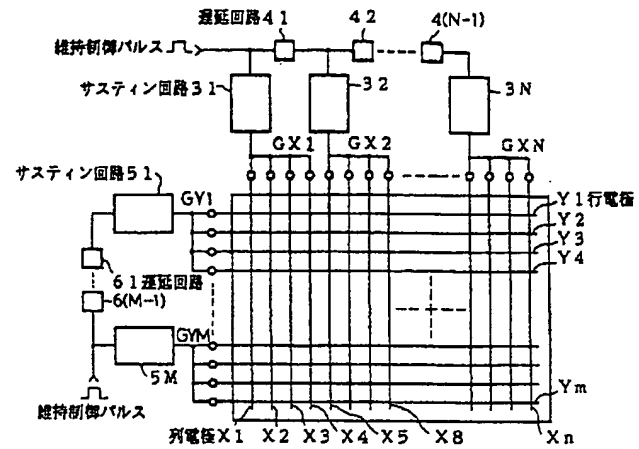 遅延回路41
42
4(N-1)
維持制御パルス
サスティン回路31
32
3N
GX1
GX2
GXN
サスティン回路51
GY1
Y1行電極
Y2
Y3
Y4
61遅延回路
6(M-1)
GYM
5M
維持制御パルス
Ym
列電極X1
X2
X3
X4
X5
X8
Xn